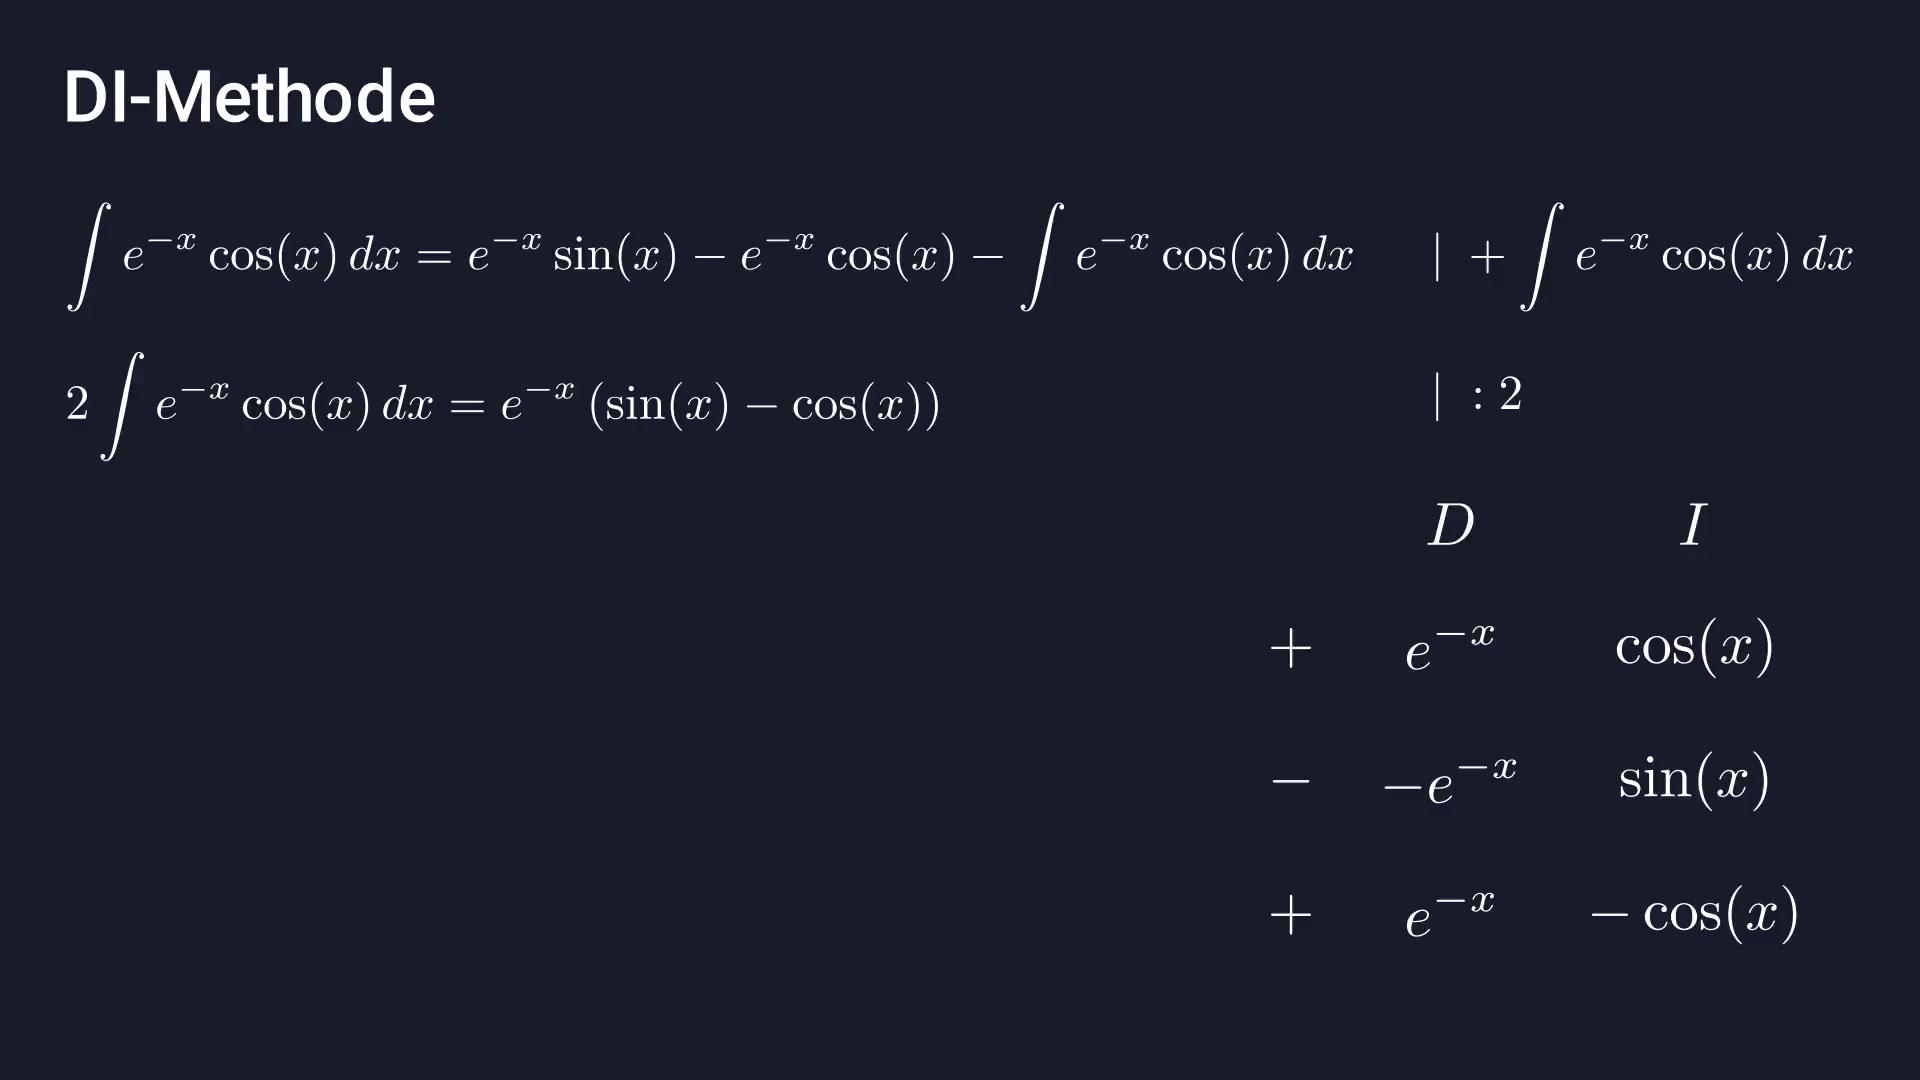 DI-Methode
∫ e^{-x} cos(x) dx = e^{-x} sin(x) − e^{-x} cos(x) − ∫ e^{-x} cos(x) dx | + ∫ e^{-x} cos(x) dx
2 ∫ e^{-x} cos(x) dx = e^{-x} (sin(x) − cos(x)) | : 2
D I
+ e^{-x} cos(x)
− −e^{-x} sin(x)
+ e^{-x} − cos(x)